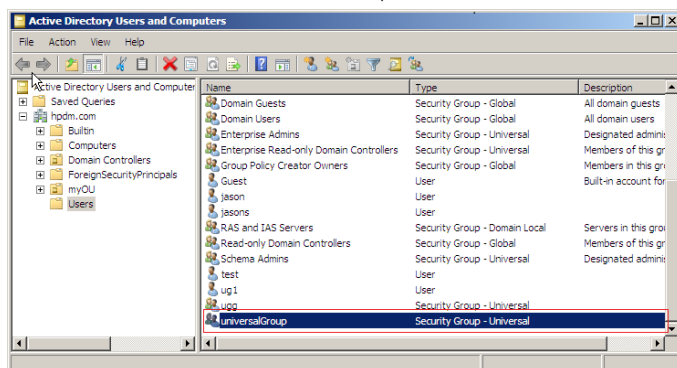 Active Directory Users and Computers
File Action View Help
Active Directory Users and Computer
Saved Queries
hpdm.com
Builtin
Computers
Domain Controllers
ForeignSecurityPrincipals
myOU
Users
Name Type Description
Domain Guests Security Group - Global All domain guests
Domain Users Security Group - Global All domain users
Enterprise Admins Security Group - Universal Designated adminis
Enterprise Read-only Domain Controllers Security Group - Universal Members of this gr
Group Policy Creator Owners Security Group - Global Members in this gr
Guest User Built-in account for
jason User
jasons User
RAS and IAS Servers Security Group - Domain Local Servers in this grou
Read-only Domain Controllers Security Group - Global Members of this gr
Schema Admins Security Group - Universal Designated adminis
test User
ug1 User
ugg Security Group - Universal
universalGroup Security Group - Universal